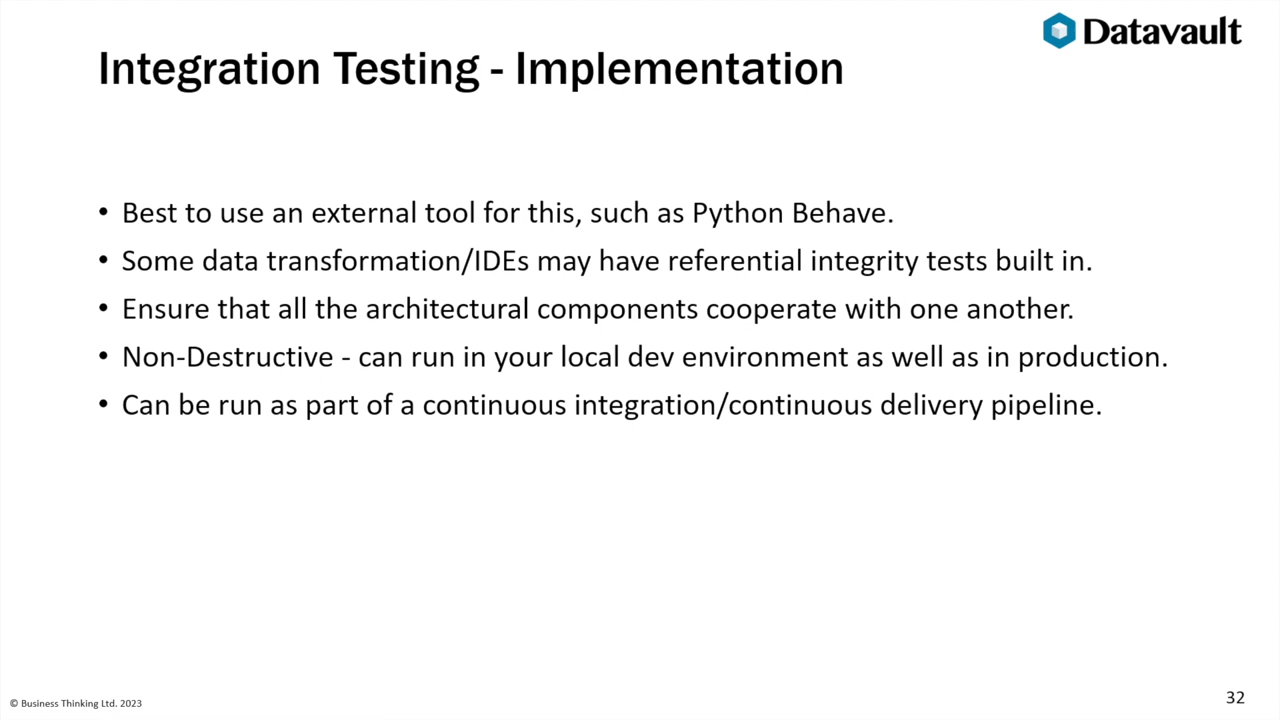 Datavault
Integration Testing - Implementation
• Best to use an external tool for this, such as Python Behave.
• Some data transformation/IDEs may have referential integrity tests built in.
• Ensure that all the architectural components cooperate with one another.
• Non-Destructive - can run in your local dev environment as well as in production.
• Can be run as part of a continuous integration/continuous delivery pipeline.
© Business Thinking Ltd. 2023
32